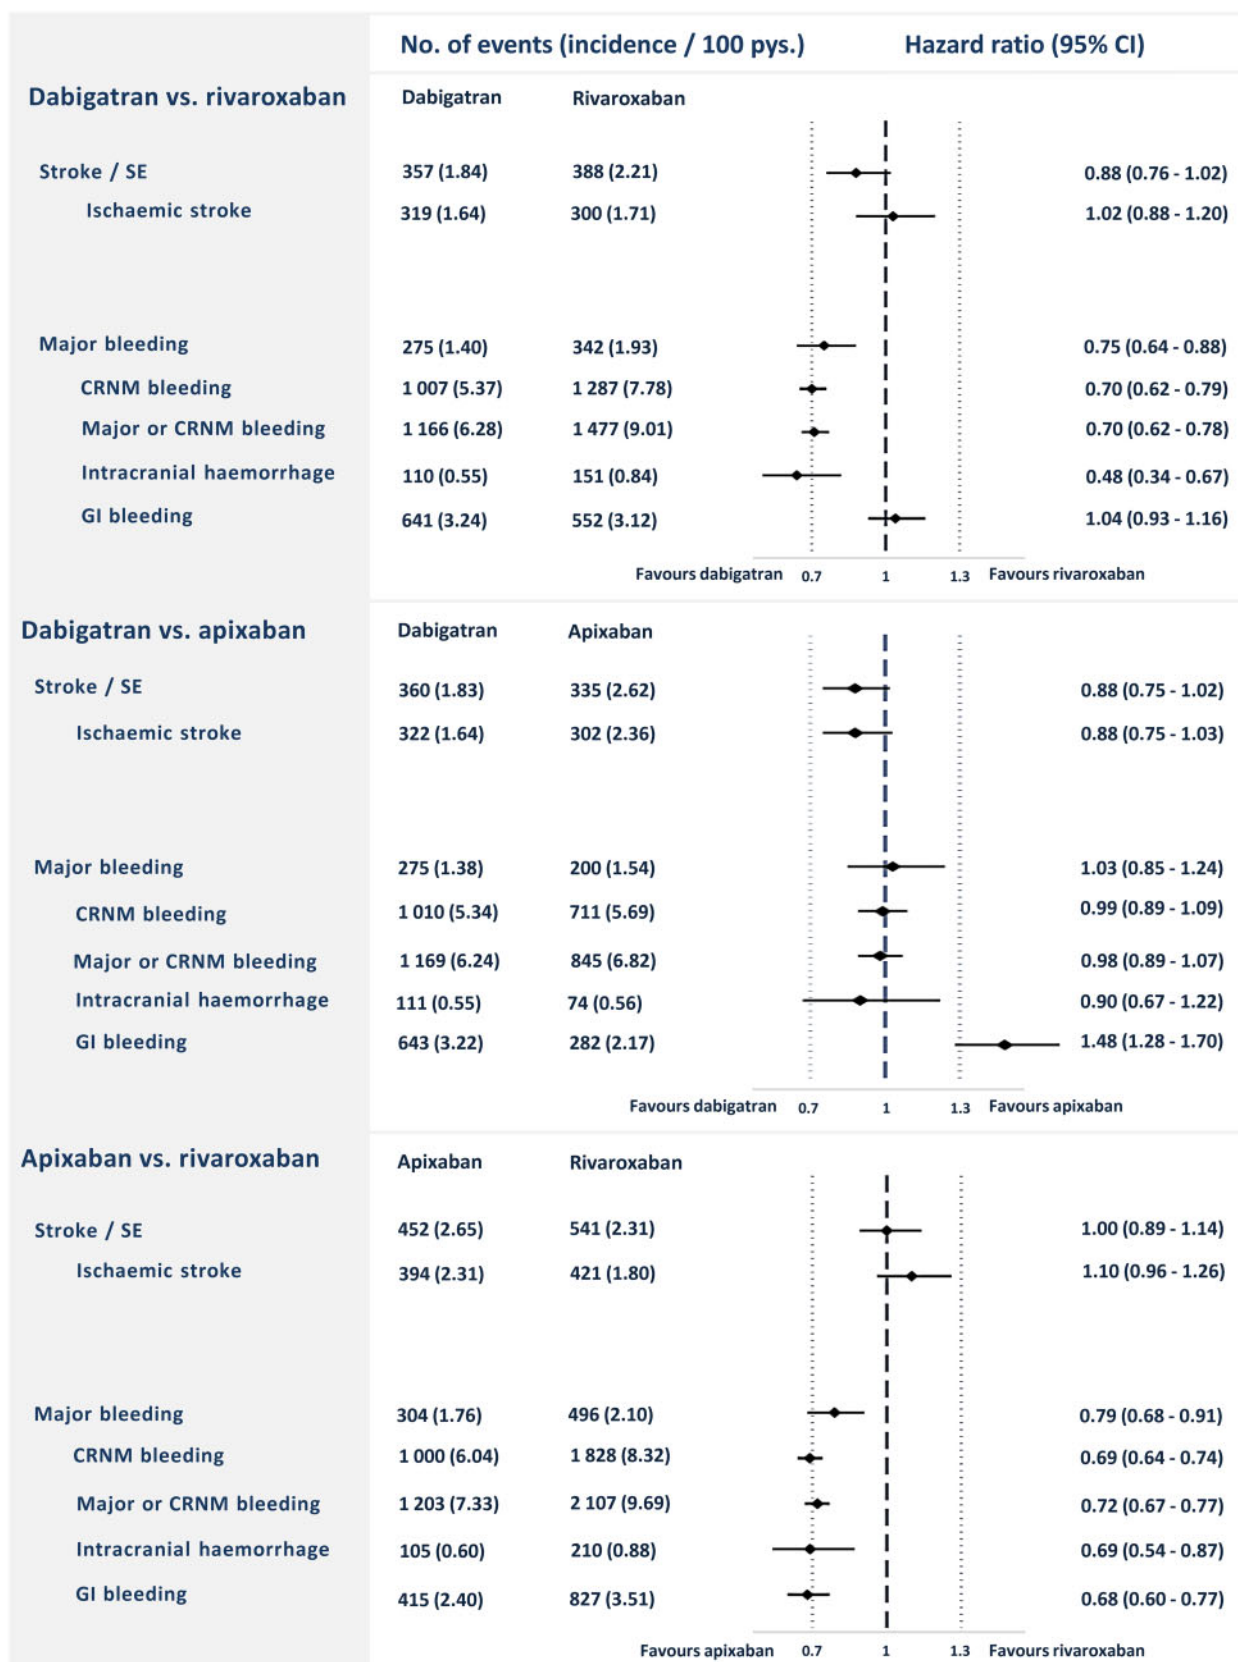 No. of events (incidence / 100 pys.) Hazard ratio (95% CI)
Dabigatran vs. rivaroxaban Dabigatran Rivaroxaban
Stroke / SE 357 (1.84) 388 (2.21) 0.88 (0.76 - 1.02)
Ischaemic stroke 319 (1.64) 300 (1.71) 1.02 (0.88 - 1.20)
Major bleeding 275 (1.40) 342 (1.93) 0.75 (0.64 - 0.88)
CRNM bleeding 1 007 (5.37) 1 287 (7.78) 0.70 (0.62 - 0.79)
Major or CRNM bleeding 1 166 (6.28) 1 477 (9.01) 0.70 (0.62 - 0.78)
Intracranial haemorrhage 110 (0.55) 151 (0.84) 0.48 (0.34 - 0.67)
GI bleeding 641 (3.24) 552 (3.12) 1.04 (0.93 - 1.16)
Favours dabigatran 0.7 1 1.3 Favours rivaroxaban
Dabigatran vs. apixaban Dabigatran Apixaban
Stroke / SE 360 (1.83) 335 (2.62) 0.88 (0.75 - 1.02)
Ischaemic stroke 322 (1.64) 302 (2.36) 0.88 (0.75 - 1.03)
Major bleeding 275 (1.38) 200 (1.54) 1.03 (0.85 - 1.24)
CRNM bleeding 1 010 (5.34) 711 (5.69) 0.99 (0.89 - 1.09)
Major or CRNM bleeding 1 169 (6.24) 845 (6.82) 0.98 (0.89 - 1.07)
Intracranial haemorrhage 111 (0.55) 74 (0.56) 0.90 (0.67 - 1.22)
GI bleeding 643 (3.22) 282 (2.17) 1.48 (1.28 - 1.70)
Favours dabigatran 0.7 1 1.3 Favours apixaban
Apixaban vs. rivaroxaban Apixaban Rivaroxaban
Stroke / SE 452 (2.65) 541 (2.31) 1.00 (0.89 - 1.14)
Ischaemic stroke 394 (2.31) 421 (1.80) 1.10 (0.96 - 1.26)
Major bleeding 304 (1.76) 496 (2.10) 0.79 (0.68 - 0.91)
CRNM bleeding 1 000 (6.04) 1 828 (8.32) 0.69 (0.64 - 0.74)
Major or CRNM bleeding 1 203 (7.33) 2 107 (9.69) 0.72 (0.67 - 0.77)
Intracranial haemorrhage 105 (0.60) 210 (0.88) 0.69 (0.54 - 0.87)
GI bleeding 415 (2.40) 827 (3.51) 0.68 (0.60 - 0.77)
Favours apixaban 0.7 1 1.3 Favours rivaroxaban